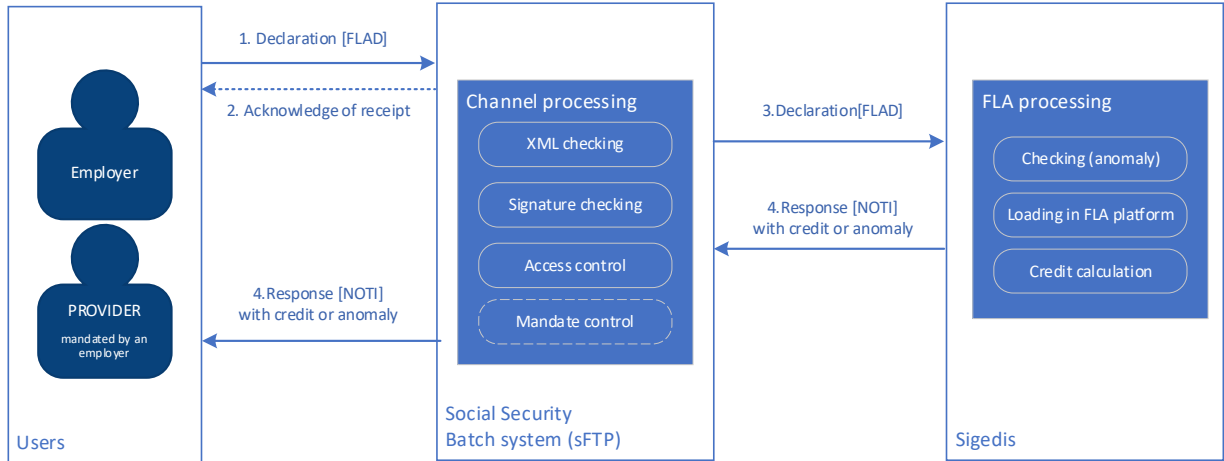 1. Declaration [FLAD]
2. Acknowledge of receipt
Employer
PROVIDER
mandated by an
employer
4.Response [NOTI]
with credit or anomaly
Users
Channel processing
XML checking
Signature checking
Access control
Mandate control
Social Security
Batch system (sFTP)
3.Declaration[FLAD]
4.Response [NOTI]
with credit or anomaly
FLA processing
Checking (anomaly)
Loading in FLA platform
Credit calculation
Sigedis